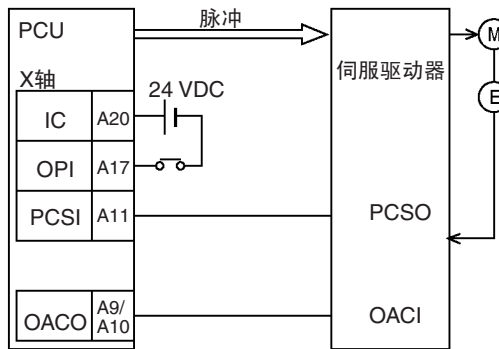 PCU
脉冲
M
X轴
24 VDC
伺服驱动器
IC A20
E
OPI A17
PCSI A11
PCSO
OACO A9/
A10
OACI